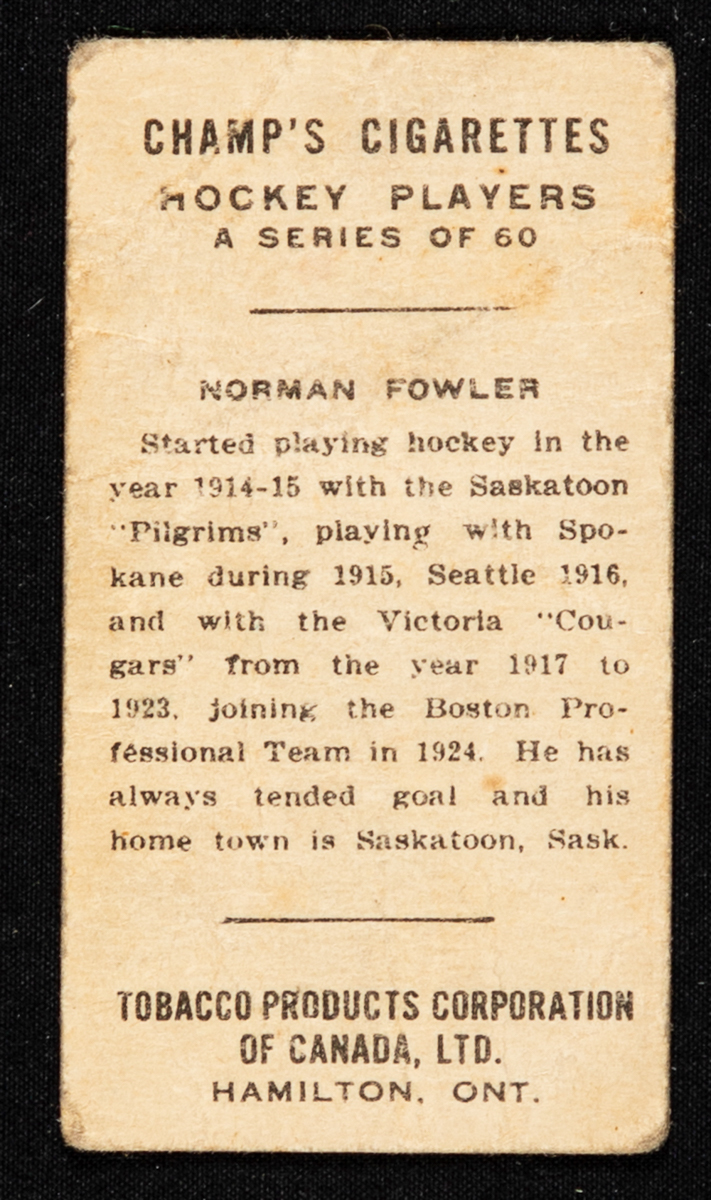 CHAMP'S CIGARETTES
HOCKEY PLAYERS
A SERIES OF 60
NORMAN FOWLER
Started playing hockey in the
year 1914-15 with the Saskatoon
"Pilgrims", playing with Spo-
kane during 1915, Seattle 1916,
and with the Victoria "Cou-
gars" from the year 1917 to
1923, joining the Boston Pro-
fessional Team in 1924. He has
always tended goal and his
home town is Saskatoon, Sask.
TOBACCO PRODUCTS CORPORATION
OF CANADA, LTD.
HAMILTON, ONT.